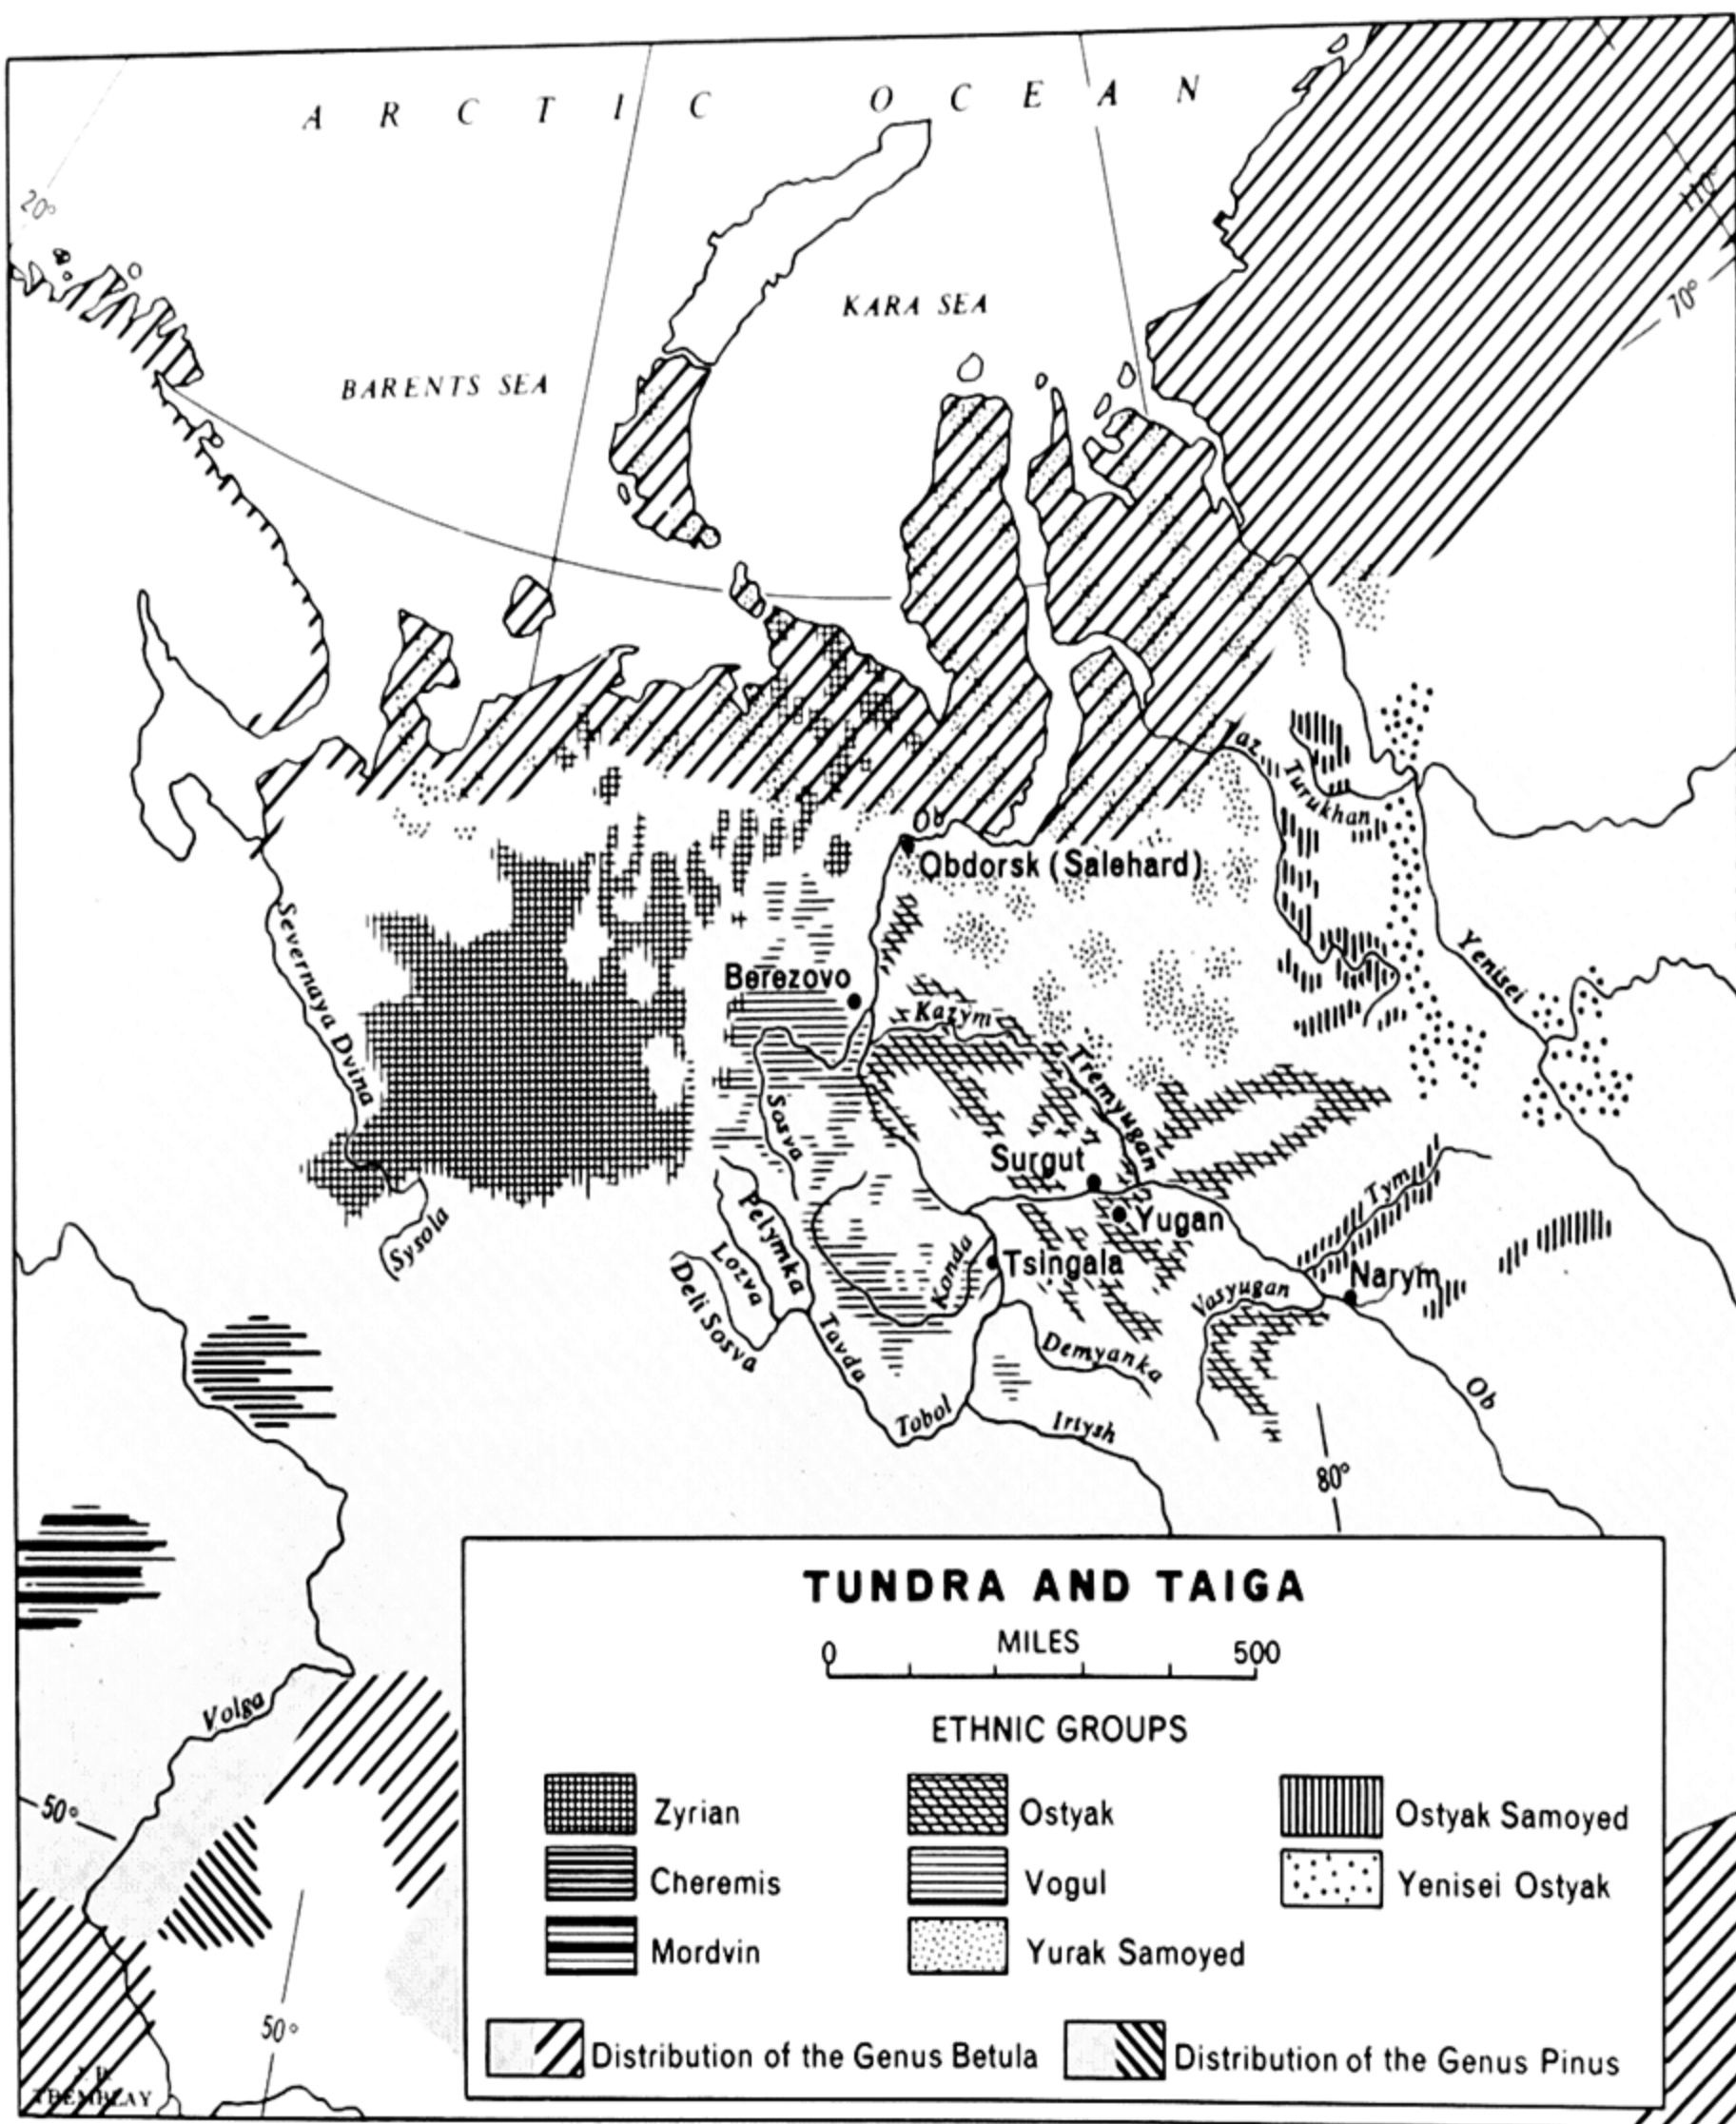 ARCTIC OCEAN
20°
110°
70°
KARA SEA
BARENTS SEA
Taz
Turukhan
Ob
Obdorsk (Salehard)
Severnaya Dvina
Yenisei
Berezovo
Kazym
Tremyugan
Sosva
Surgut
Tym
Yugan
Sysola
Pelymka
Lozva
Deli Sosva
Konda
Tsingala
Narym
Vasyugan
Tavda
Demyanka
Ob
Tobol
Irtysh
80°
TUNDRA AND TAIGA
0 MILES 500
ETHNIC GROUPS
Zyrian
Ostyak
Ostyak Samoyed
Cheremis
Vogul
Yenisei Ostyak
Mordvin
Yurak Samoyed
Distribution of the Genus Betula
Distribution of the Genus Pinus
Volga
50°
50°
TREMBLAY